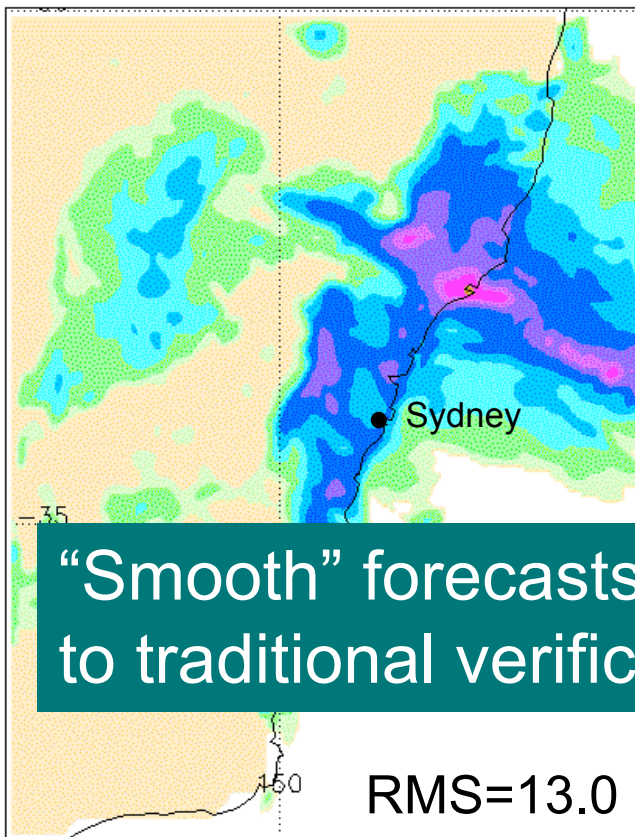 Sydney
-35
“Smooth” forecasts
to traditional verific
150
RMS=13.0